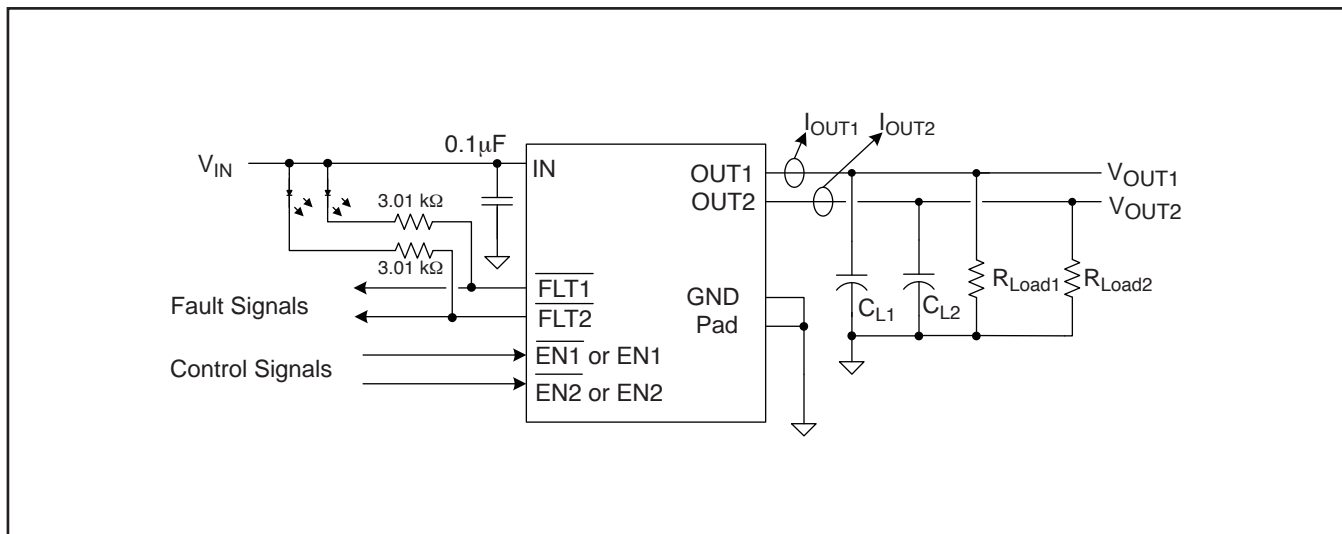 I_OUT1 I_OUT2
0.1µF
V_IN
IN
OUT1
V_OUT1
OUT2
V_OUT2
3.01 kΩ
3.01 kΩ
R_Load1
R_Load2
C_L1
C_L2
FLT1
GND
Fault Signals
FLT2
Pad
EN1 or EN1
Control Signals
EN2 or EN2